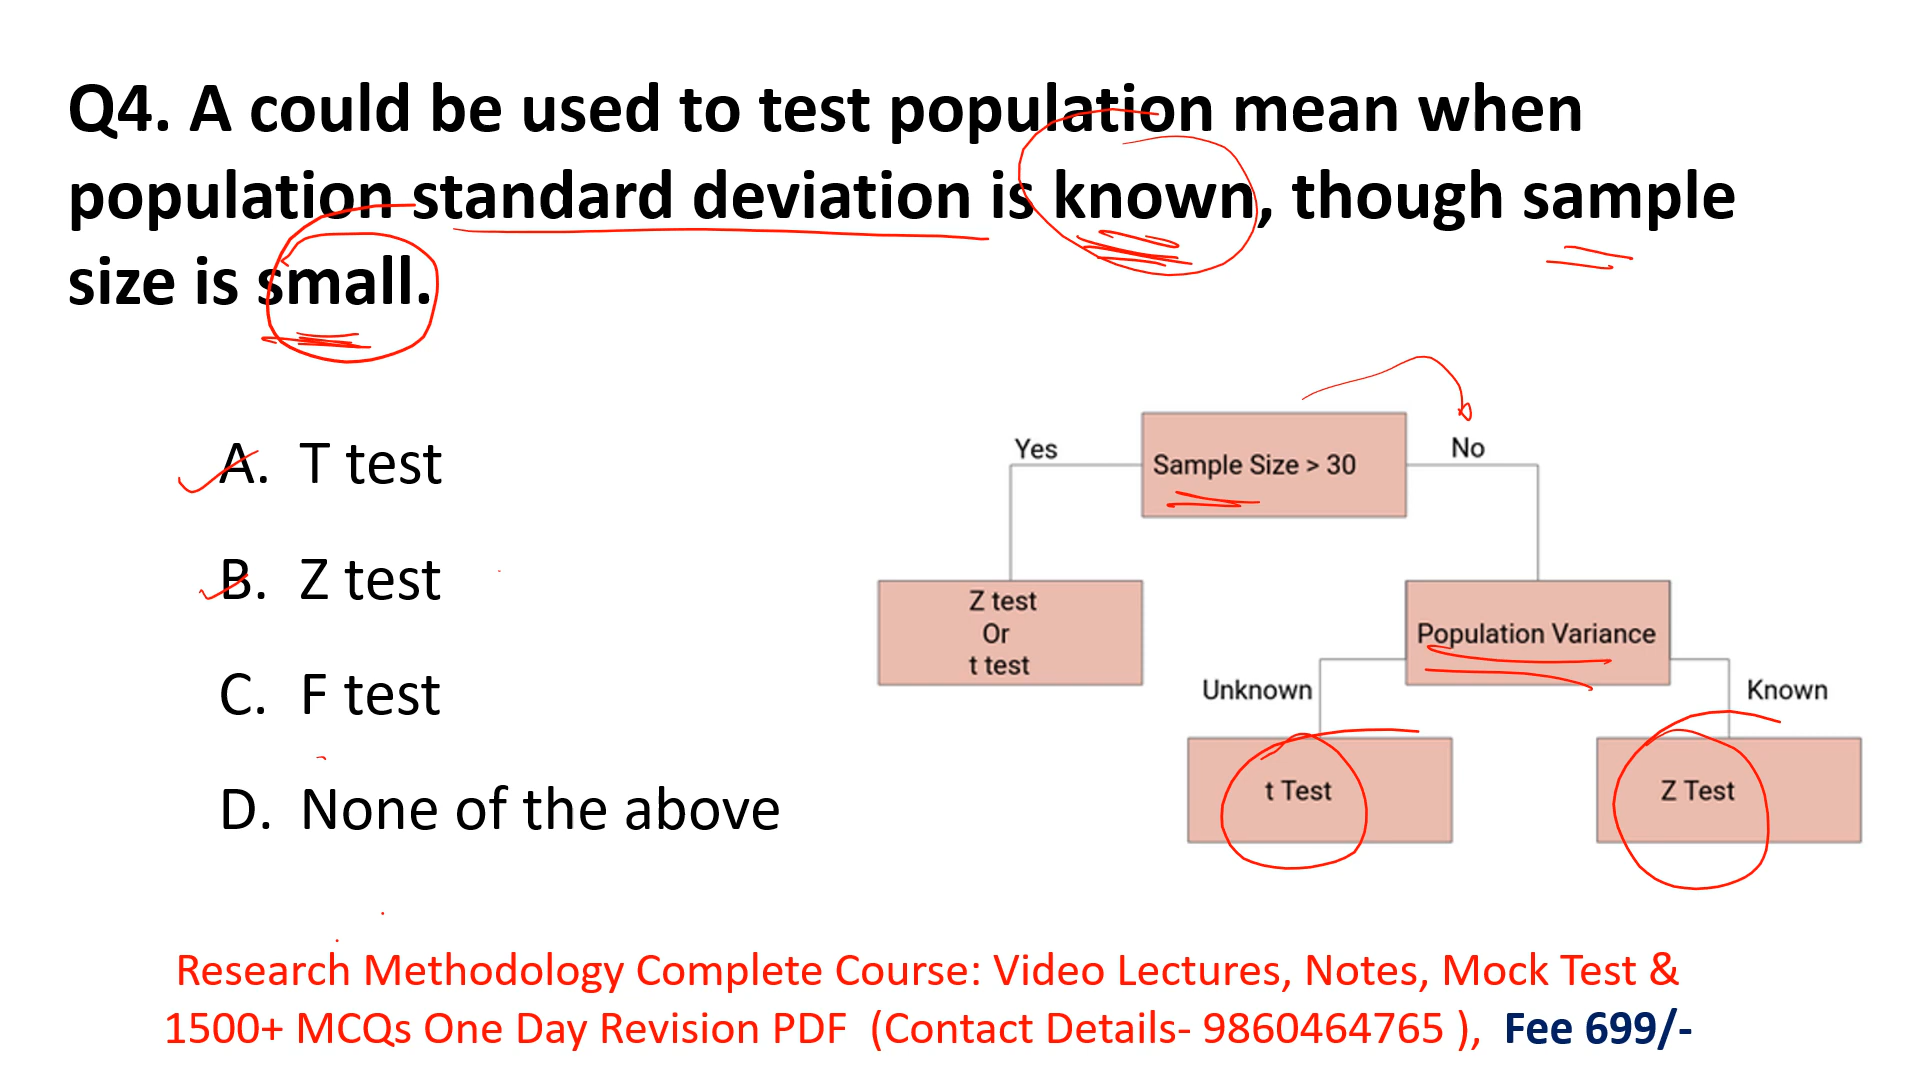 Q4. A could be used to test population mean when
population standard deviation is known, though sample
size is small.
A. T test
B. Z test
C. F test
D. None of the above
Sample Size > 30
Yes
No
Z test
Or
t test
Population Variance
Unknown
Known
t Test
Z Test
Research Methodology Complete Course: Video Lectures, Notes, Mock Test &
1500+ MCQs One Day Revision PDF (Contact Details- 9860464765 ), Fee 699/-